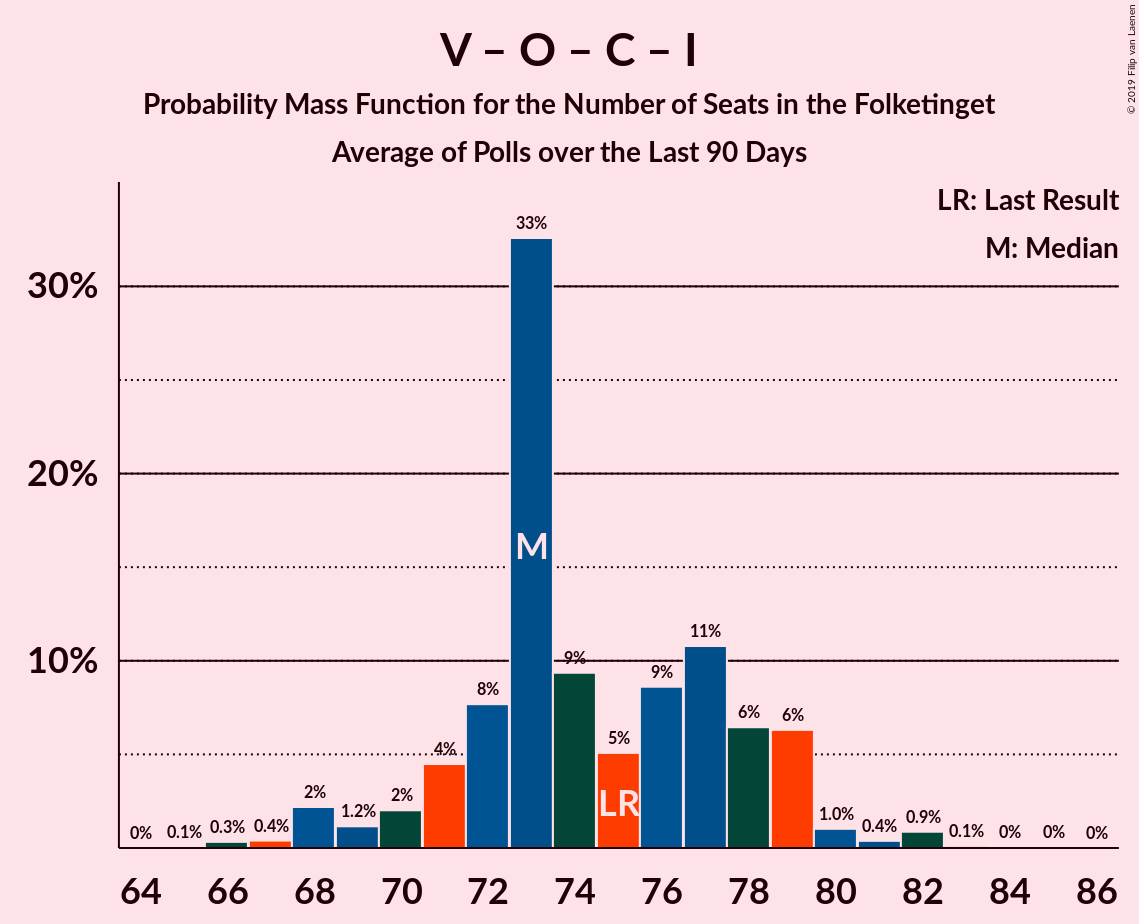 V – O – C – I
Probability Mass Function for the Number of Seats in the Folketinget
Average of Polls over the Last 90 Days
© 2019 Filip van Laenen
LR: Last Result
M: Median
30%
20%
10%
0%
0.1%
0.3%
0.4%
2%
1.2%
2%
4%
8%
33%
9%
5%
9%
11%
6%
6%
1.0%
0.4%
0.9%
0.1%
0%
0%
0%
M
LR
64 66 68 70 72 74 76 78 80 82 84 86